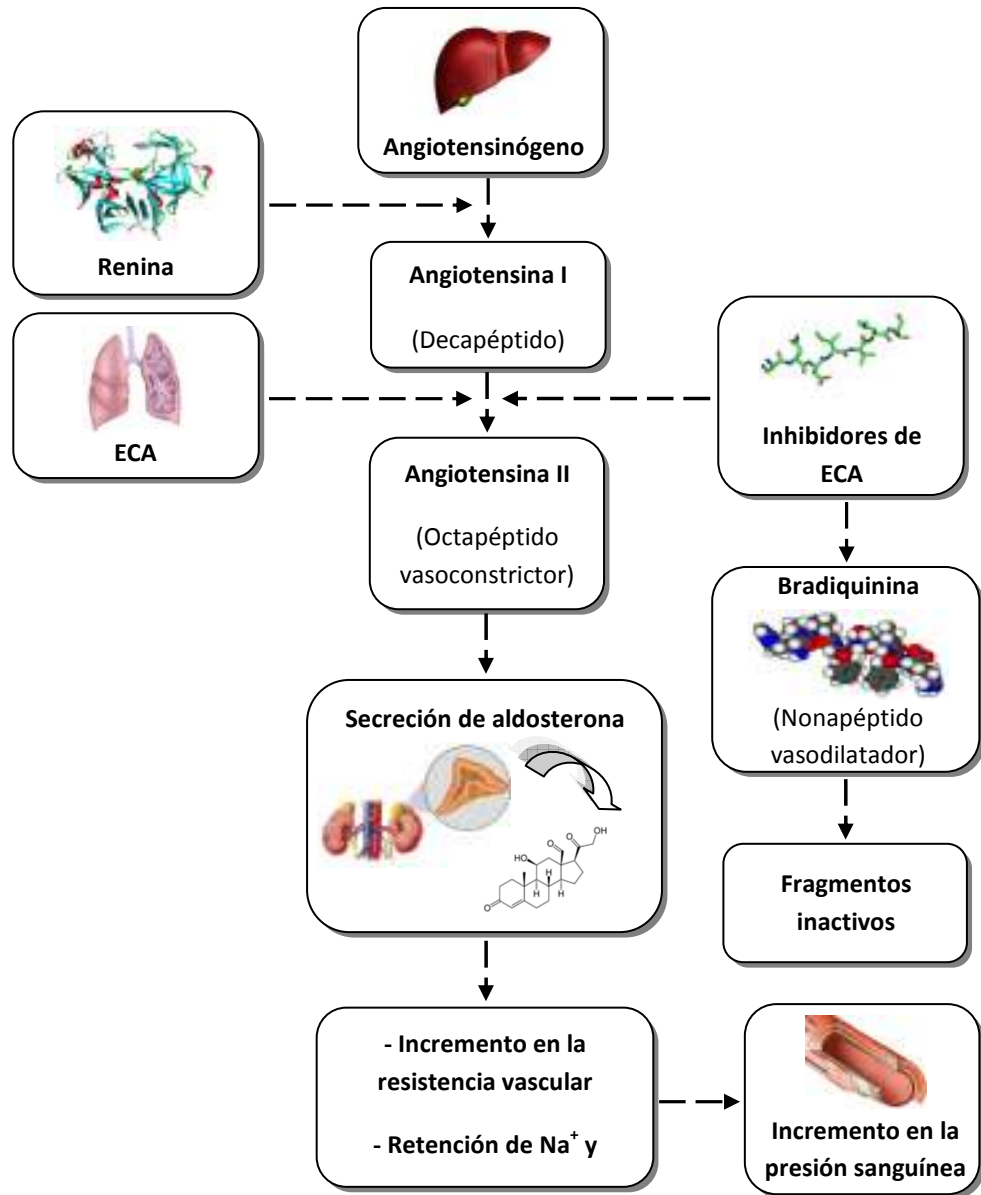 Angiotensinógeno
Renina
Angiotensina I
(Decapéptido)
ECA
Inhibidores de
ECA
Angiotensina II
(Octapéptido
vasoconstrictor)
Bradiquinina
(Nonapéptido
vasodilatador)
Secreción de aldosterona
O
OH
O
HO
H
H
H
O
Fragmentos
inactivos
- Incremento en la
resistencia vascular
- Retención de Na⁺ y
Incremento en la
presión sanguínea